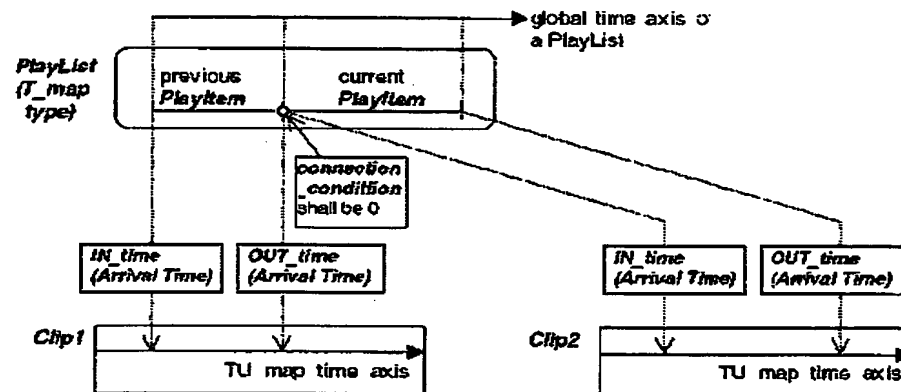 global time axis of
a PlayList
PlayList
(T_map
type)
previous
PlayItem
current
PlayItem
connection
_condition
shall be 0
IN_time
(Arrival Time)
OUT_time
(Arrival Time)
IN_time
(Arrival Time)
OUT_time
(Arrival Time)
Clip1
TU map time axis
Clip2
TU map time axis